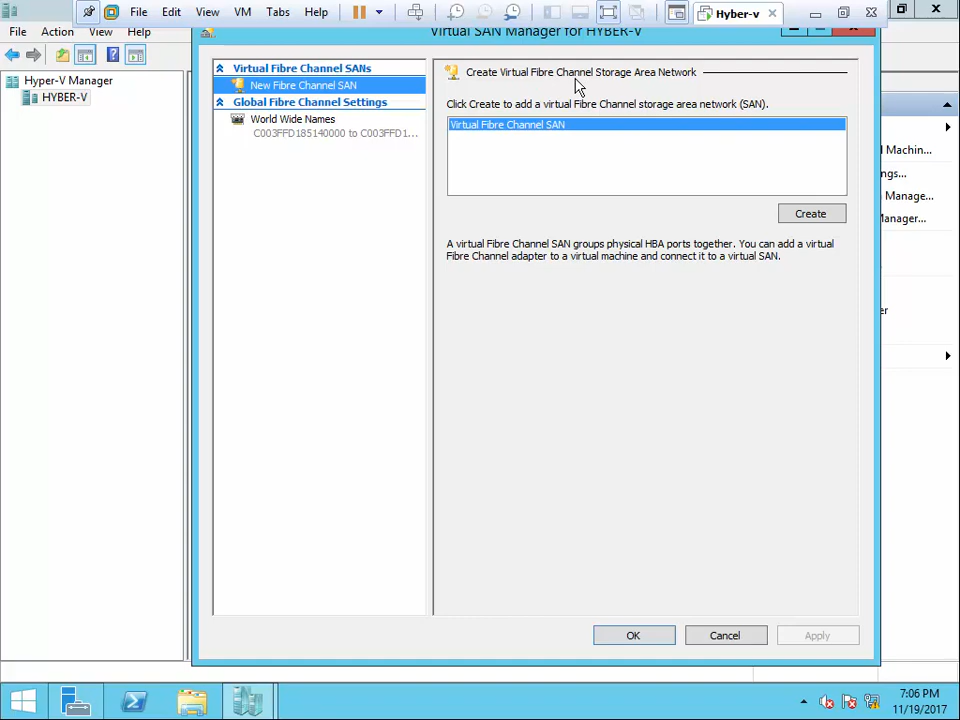 File Edit View VM Tabs Help Hyber-v
Virtual SAN Manager for HYBER-V
File Action View Help
Hyper-V Manager
HYBER-V
Virtual Fibre Channel SANs
New Fibre Channel SAN
Global Fibre Channel Settings
World Wide Names
C003FFD185140000 to C003FFD1...
Create Virtual Fibre Channel Storage Area Network
Click Create to add a virtual Fibre Channel storage area network (SAN).
Virtual Fibre Channel SAN
Create
A virtual Fibre Channel SAN groups physical HBA ports together. You can add a virtual
Fibre Channel adapter to a virtual machine and connect it to a virtual SAN.
OK Cancel Apply
al Machin...
ngs...
Manage...
anager...
er
7:06 PM
11/19/2017